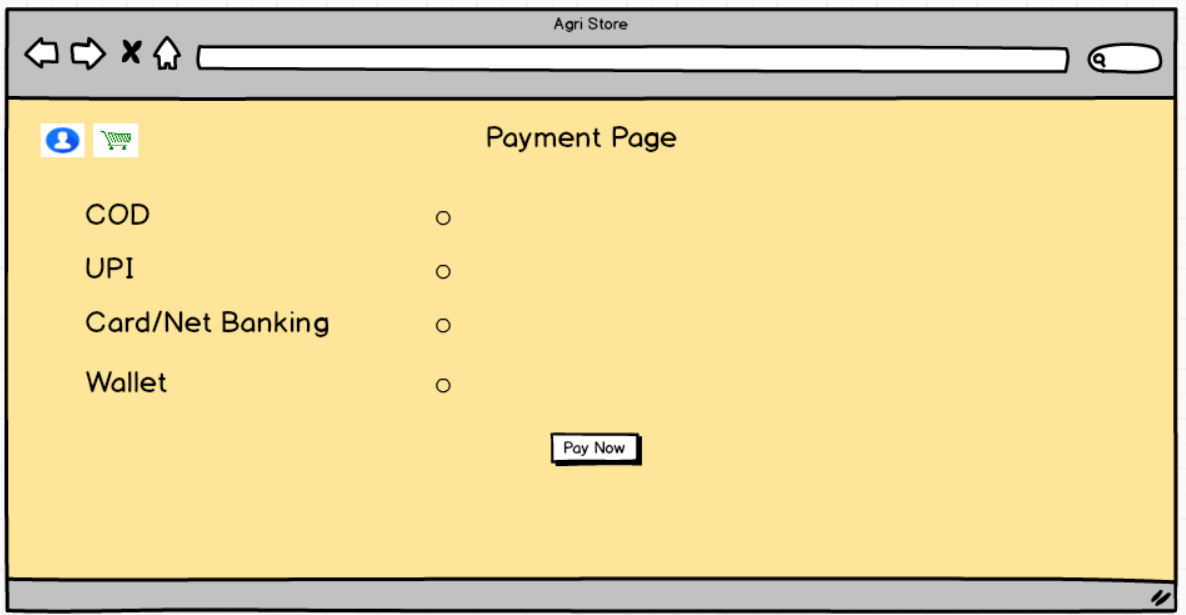 Agri Store
Payment Page
COD
UPI
Card/Net Banking
Wallet
Pay Now